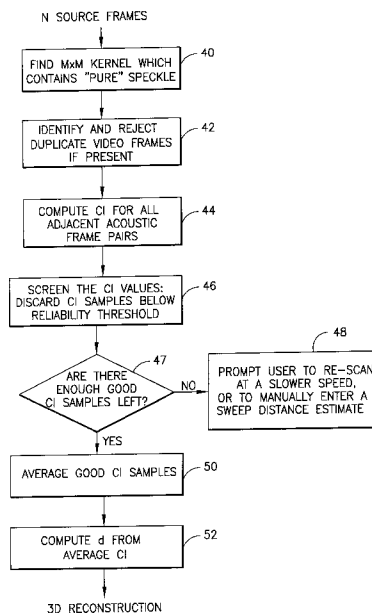 N SOURCE FRAMES
FIND MxM KERNEL WHICH
CONTAINS "PURE" SPECKLE
40
IDENTIFY AND REJECT
DUPLICATE VIDEO FRAMES
IF PRESENT
42
COMPUTE CI FOR ALL
ADJACENT ACOUSTIC
FRAME PAIRS
44
SCREEN THE CI VALUES:
DISCARD CI SAMPLES BELOW
RELIABILITY THRESHOLD
46
ARE THERE
ENOUGH GOOD
CI SAMPLES LEFT?
47
NO
48
PROMPT USER TO RE-SCAN
AT A SLOWER SPEED,
OR TO MANUALLY ENTER A
SWEEP DISTANCE ESTIMATE
YES
AVERAGE GOOD CI SAMPLES
50
COMPUTE d FROM
AVERAGE CI
52
3D RECONSTRUCTION